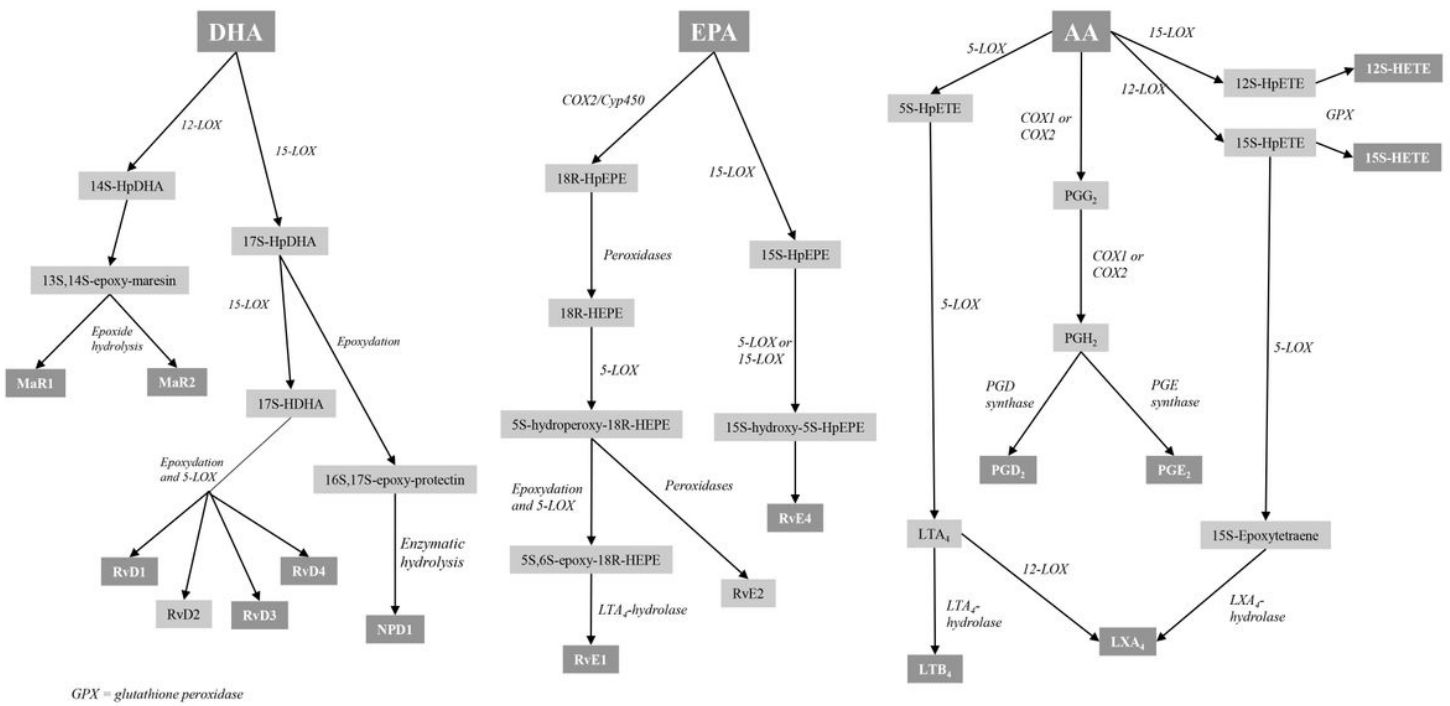 DHA
12-LOX
15-LOX
14S-HpDHA
17S-HpDHA
13S,14S-epoxy-maresin
15-LOX
Epoxide
hydrolysis
Epoxydation
MaR1
MaR2
17S-HDHA
Epoxydation
and 5-LOX
16S,17S-epoxy-protectin
RvD1
RvD4
Enzymatic
hydrolysis
RvD2
RvD3
NPD1
GPX = glutathione peroxidase
EPA
COX2/Cyp450
15-LOX
18R-HpEPE
15S-HpEPE
Peroxidases
18R-HEPE
5-LOX or
15-LOX
5-LOX
5S-hydroperoxy-18R-HEPE
15S-hydroxy-5S-HpEPE
Epoxydation
and 5-LOX
Peroxidases
RvE4
5S,6S-epoxy-18R-HEPE
RvE2
LTA₄-hydrolase
RvE1
AA
5-LOX
15-LOX
12-LOX
12S-HpETE
12S-HETE
5S-HpETE
COX1 or
COX2
GPX
15S-HpETE
15S-HETE
PGG₂
COX1 or
COX2
5-LOX
PGH₂
5-LOX
PGD
synthase
PGE
synthase
PGD₂
PGE₂
LTA₄
15S-Epoxytetraene
12-LOX
LTA₄-
hydrolase
LXA₄-
hydrolase
LXA₄
LTB₄